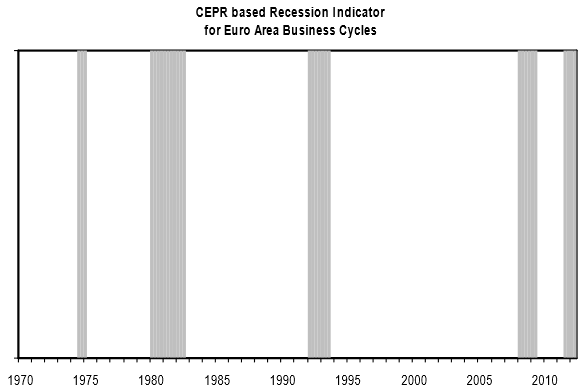 CEPR based Recession Indicator
for Euro Area Business Cycles
1970 1975 1980 1985 1990 1995 2000 2005 2010